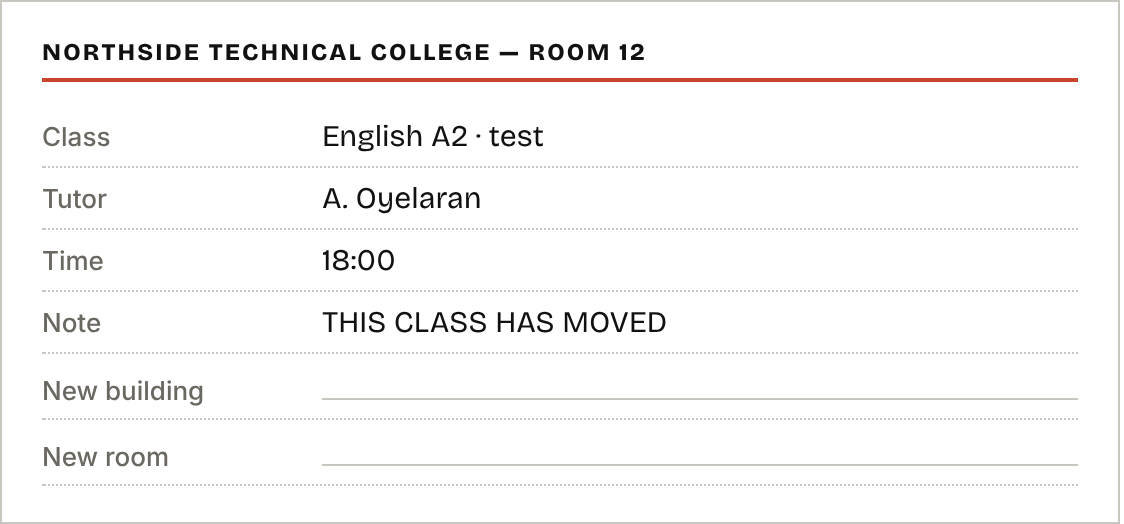 NORTHSIDE TECHNICAL COLLEGE — ROOM 12
Class English A2 · test
Tutor A. Oyelaran
Time 18:00
Note THIS CLASS HAS MOVED
New building
New room